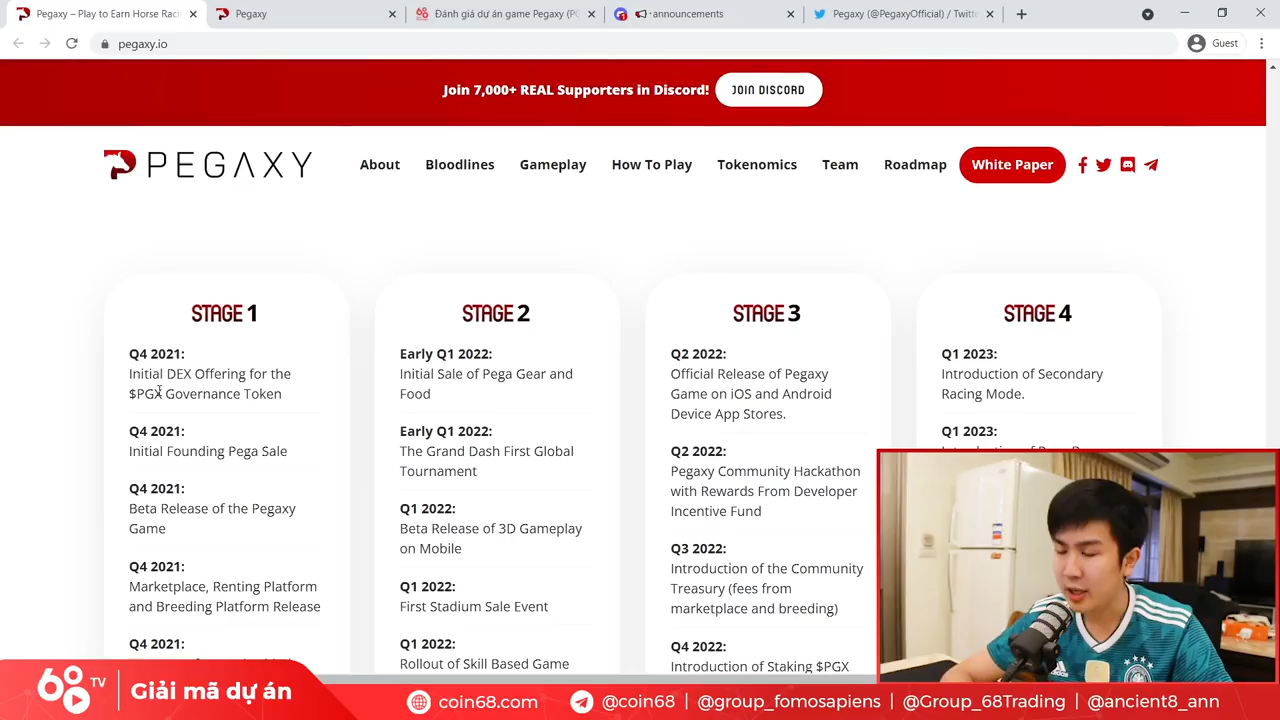 Pegaxy – Play to Earn Horse Raci
Pegaxy
Đánh giá dự án game Pegaxy (PG
announcements
Pegaxy (@PegaxyOfficial) / Twitte
pegaxy.io
Guest
Join 7,000+ REAL Supporters in Discord!
JOIN DISCORD
PEGAXY
About
Bloodlines
Gameplay
How To Play
Tokenomics
Team
Roadmap
White Paper
STAGE 1
Q4 2021:
Initial DEX Offering for the
$PGX Governance Token
Q4 2021:
Initial Founding Pega Sale
Q4 2021:
Beta Release of the Pegaxy
Game
Q4 2021:
Marketplace, Renting Platform
and Breeding Platform Release
Q4 2021:
STAGE 2
Early Q1 2022:
Initial Sale of Pega Gear and
Food
Early Q1 2022:
The Grand Dash First Global
Tournament
Q1 2022:
Beta Release of 3D Gameplay
on Mobile
Q1 2022:
First Stadium Sale Event
Q1 2022:
Rollout of Skill Based Game
STAGE 3
Q2 2022:
Official Release of Pegaxy
Game on iOS and Android
Device App Stores.
Q2 2022:
Pegaxy Community Hackathon
with Rewards From Developer
Incentive Fund
Q3 2022:
Introduction of the Community
Treasury (fees from
marketplace and breeding)
Q4 2022:
Introduction of Staking $PGX
STAGE 4
Q1 2023:
Introduction of Secondary
Racing Mode.
Q1 2023:
68 TV
Giải mã dự án
coin68.com
@coin68 | @group_fomosapiens | @Group_68Trading | @ancient8_ann